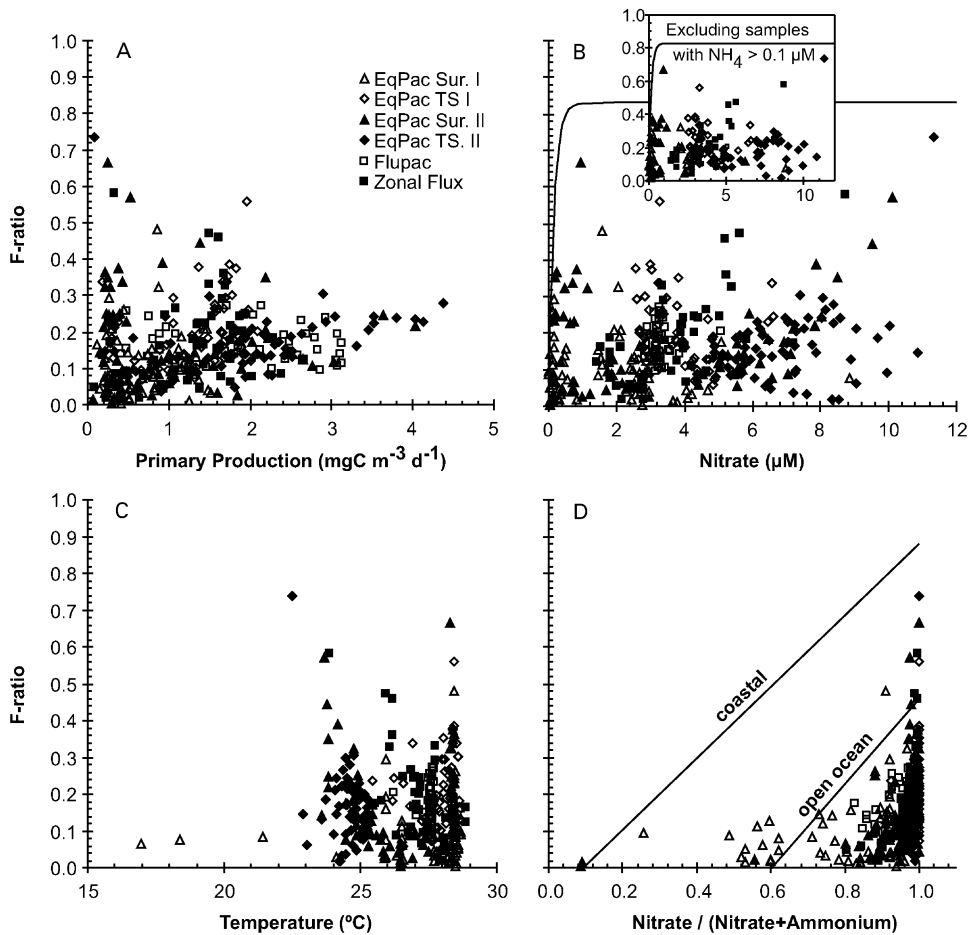 A
1.0
0.9
0.8
0.7
0.6
0.5
0.4
0.3
0.2
0.1
0.0
F-ratio
EqPac Sur. I
EqPac TS I
EqPac Sur. II
EqPac TS. II
Flupac
Zonal Flux
0 1 2 3 4 5
Primary Production (mgC m-3 d-1)
B
1.0
0.8
0.6
0.4
0.2
0.0
Excluding samples
with NH4 > 0.1 µM
0 5 10
0 2 4 6 8 10 12
Nitrate (µM)
C
1.0
0.9
0.8
0.7
0.6
0.5
0.4
0.3
0.2
0.1
0.0
F-ratio
15 20 25 30
Temperature (ºC)
D
coastal
open ocean
0.0 0.2 0.4 0.6 0.8 1.0
Nitrate / (Nitrate+Ammonium)